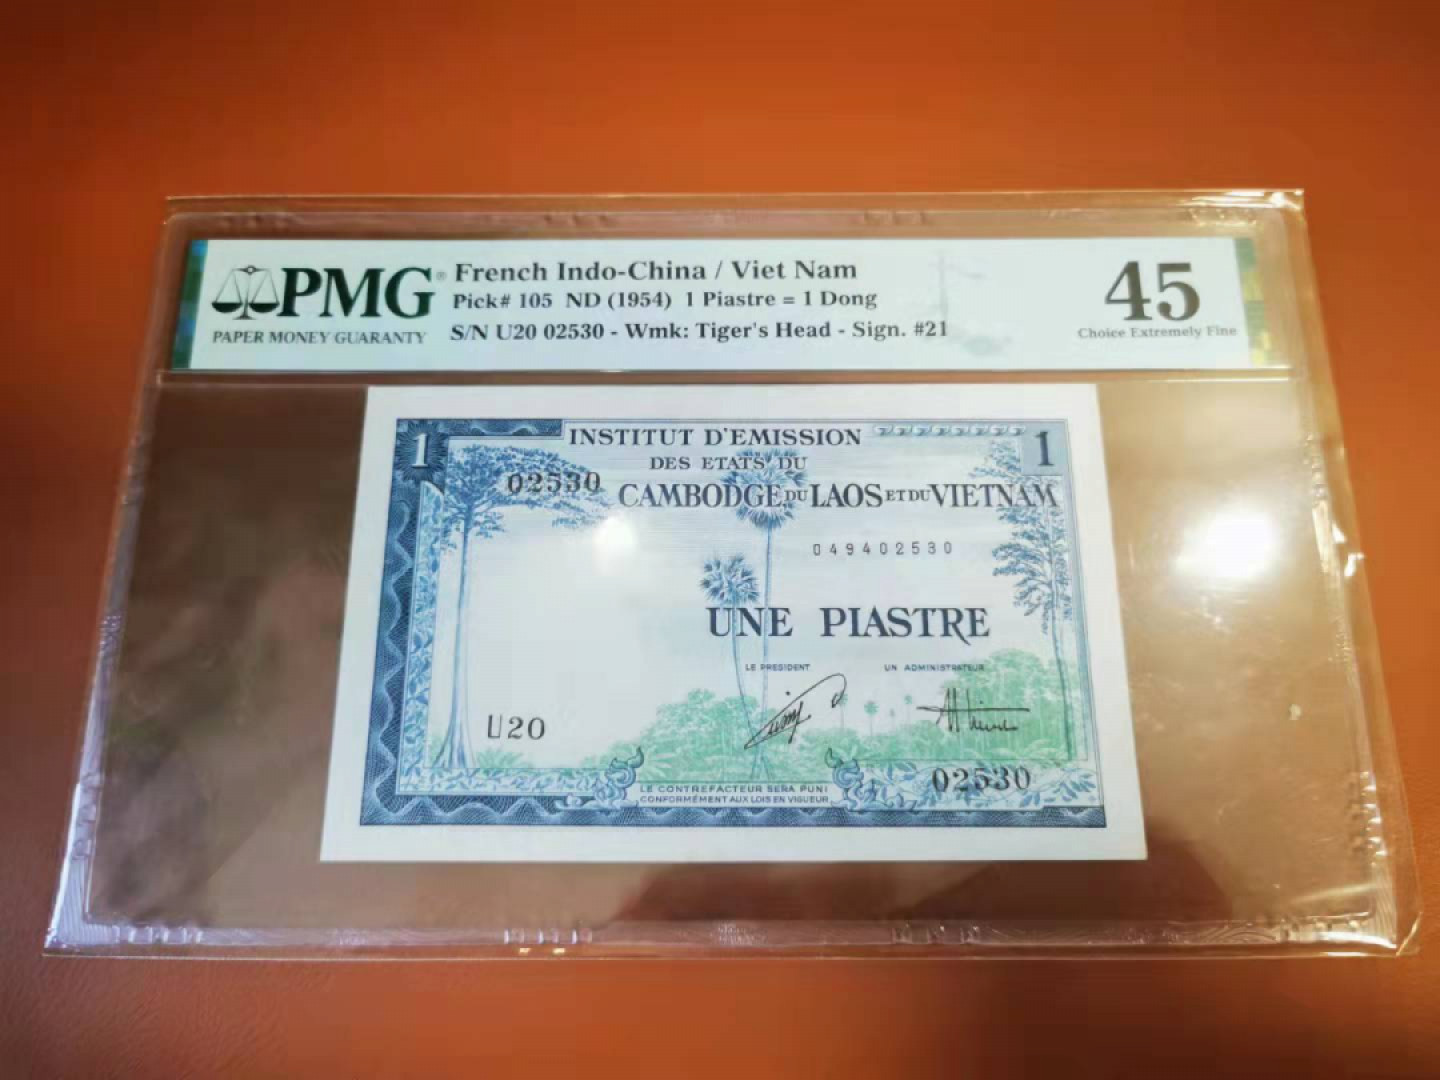 PMG®
PAPER MONEY GUARANTY
French Indo-China / Viet Nam
Pick# 105 ND (1954) 1 Piastre = 1 Dong
S/N U20 02530 - Wmk: Tiger's Head - Sign. #21
45
Choice Extremely Fine
1
INSTITUT D'EMISSION
1
DES ETATS DU
02530
CAMBODGE DU LAOS ET DU VIETNAM
049402530
UNE PIASTRE
LE PRESIDENT
UN ADMINISTRATEUR
U20
02530
LE CONTREFACTEUR SERA PUNI
CONFORMÉMENT AUX LOIS EN VIGUEUR